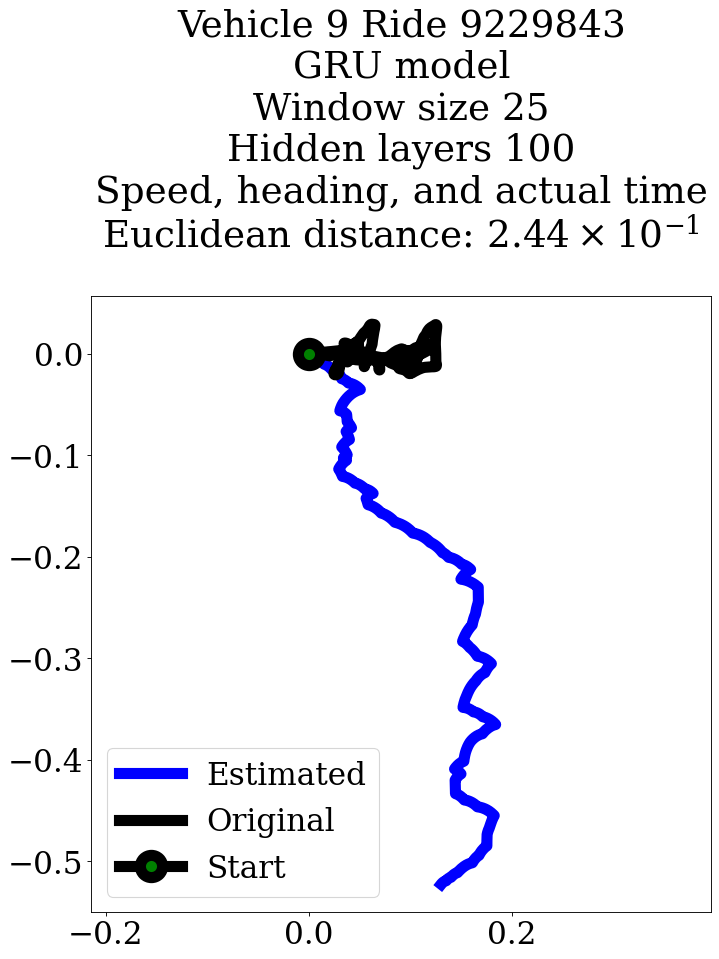 Vehicle 9 Ride 9229843
GRU model
Window size 25
Hidden layers 100
Speed, heading, and actual time
Euclidean distance: 2.44 × 10⁻¹
0.0
−0.1
−0.2
−0.3
−0.4
−0.5
Estimated
Original
Start
−0.2 0.0 0.2